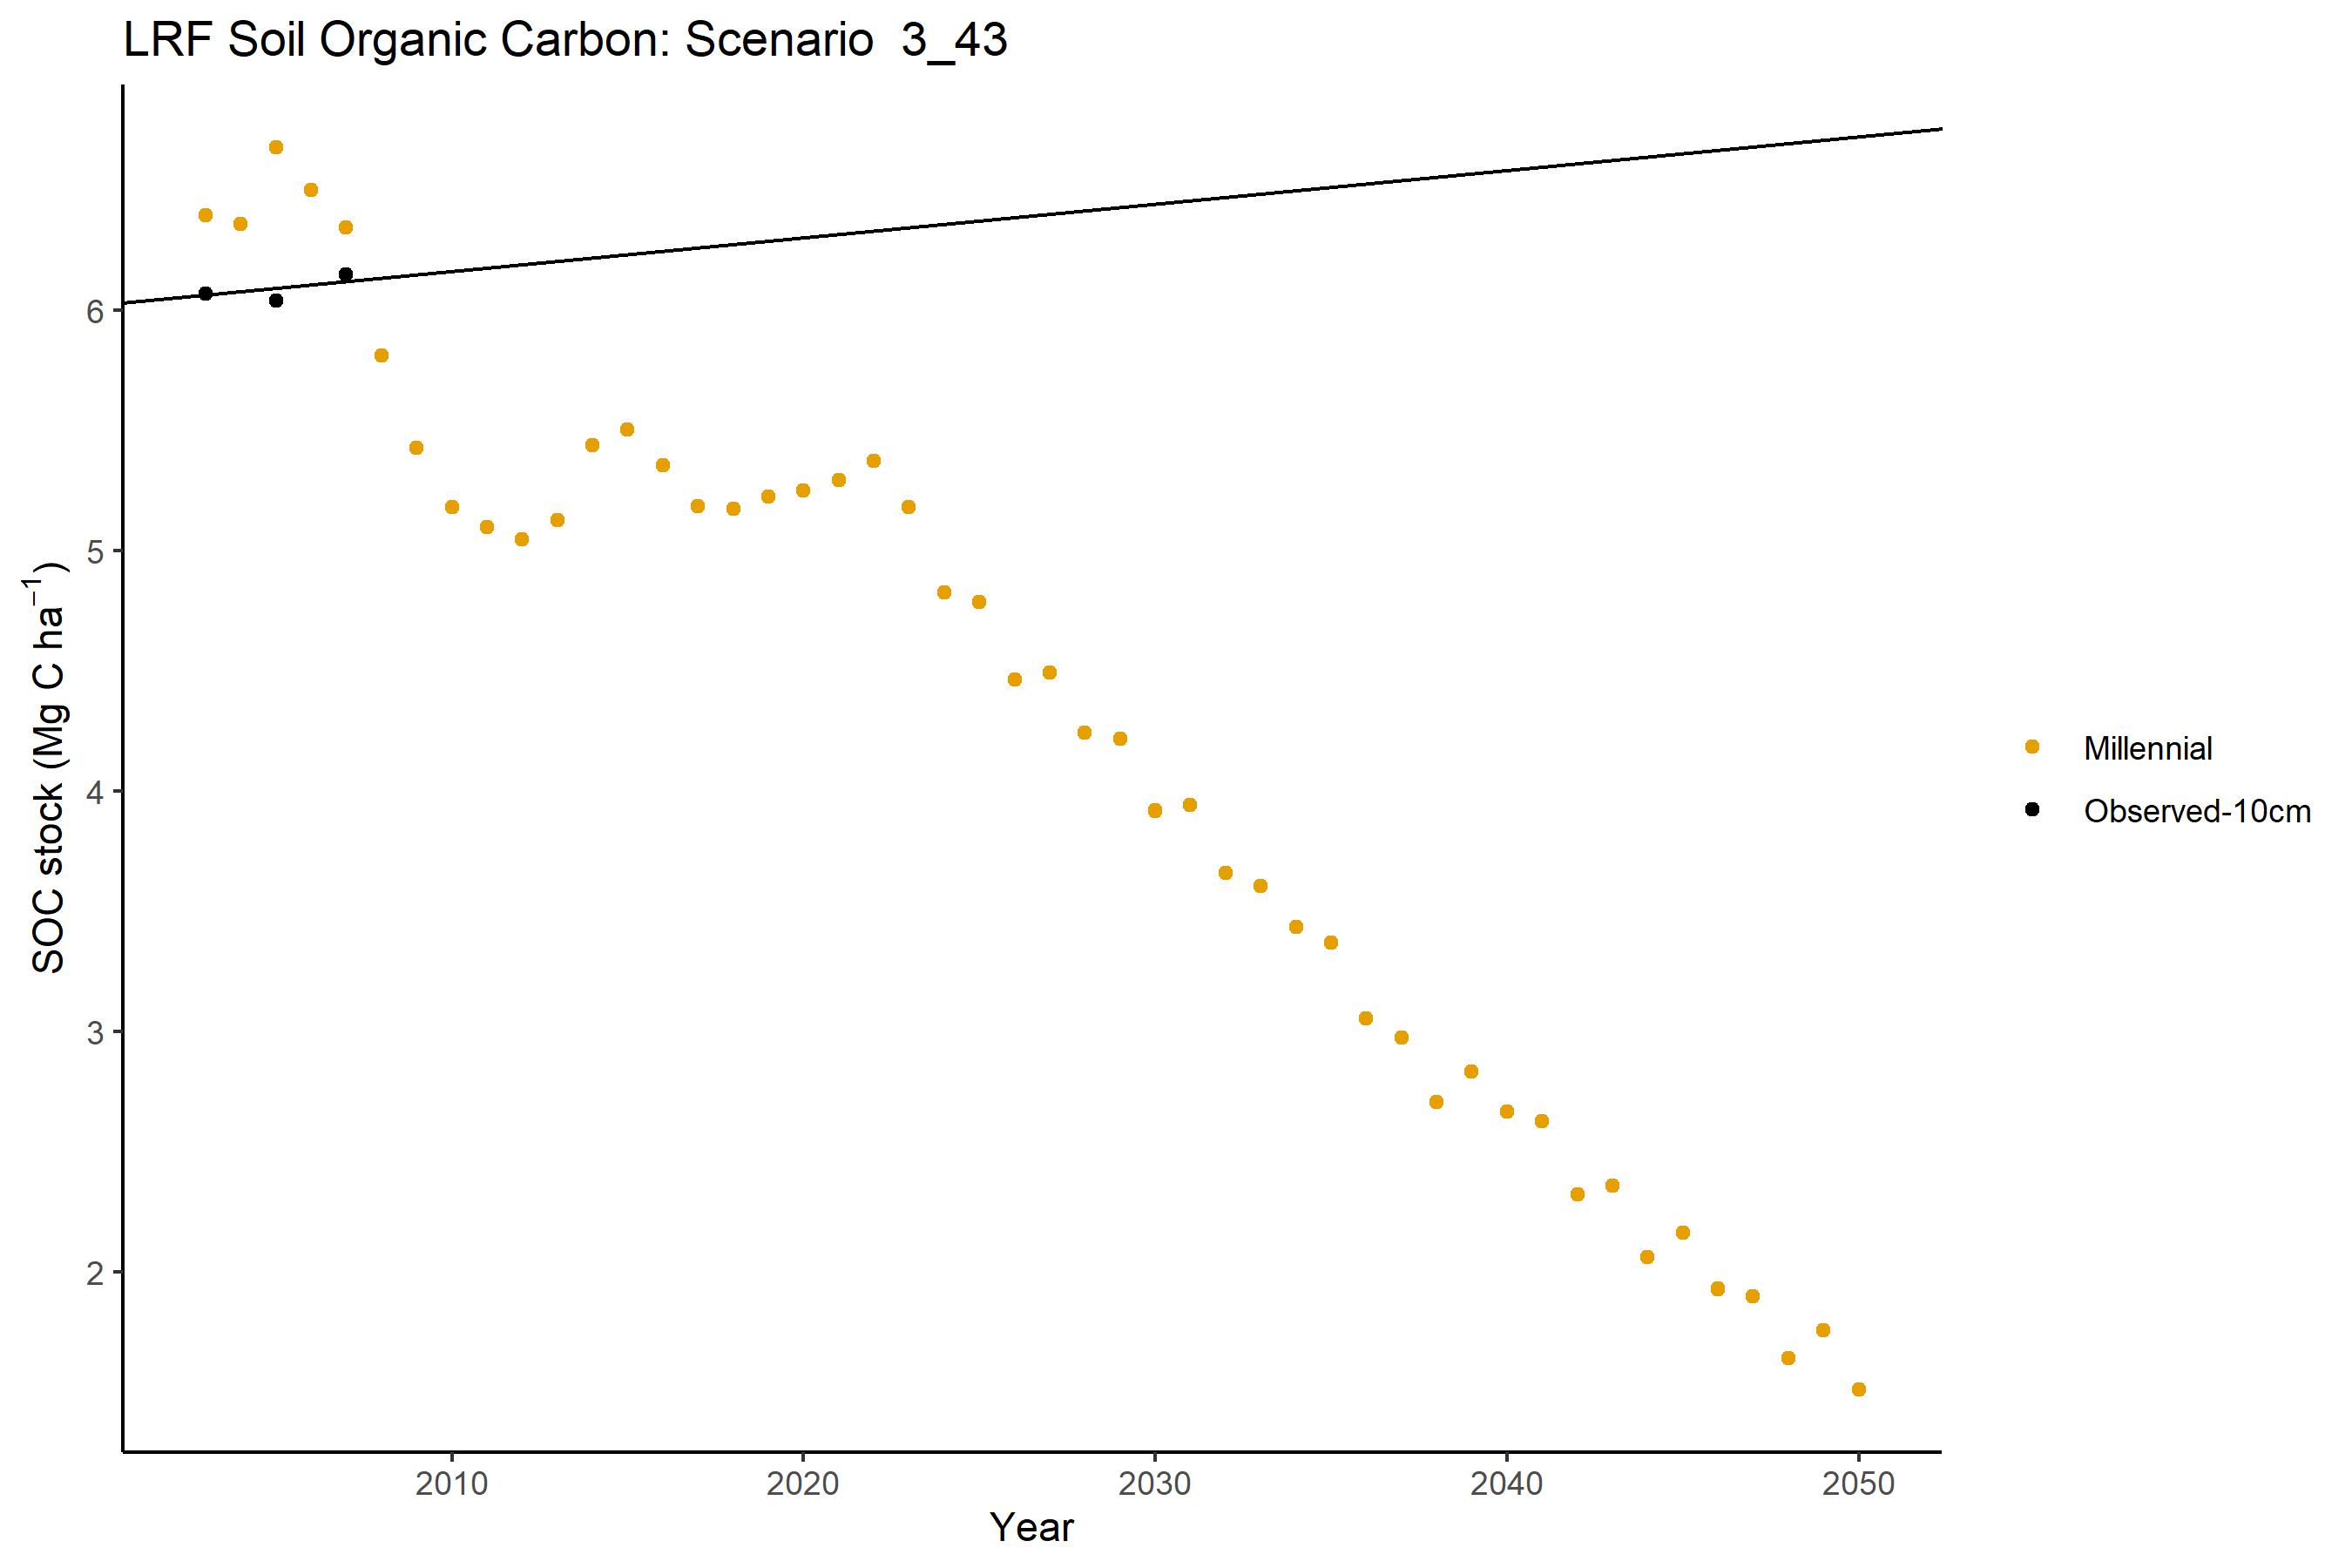 LRF Soil Organic Carbon: Scenario  3_43
SOC stock (Mg C ha⁻¹)
6
5
4
3
2
2010
2020
2030
2040
2050
Year
Millennial
Observed-10cm